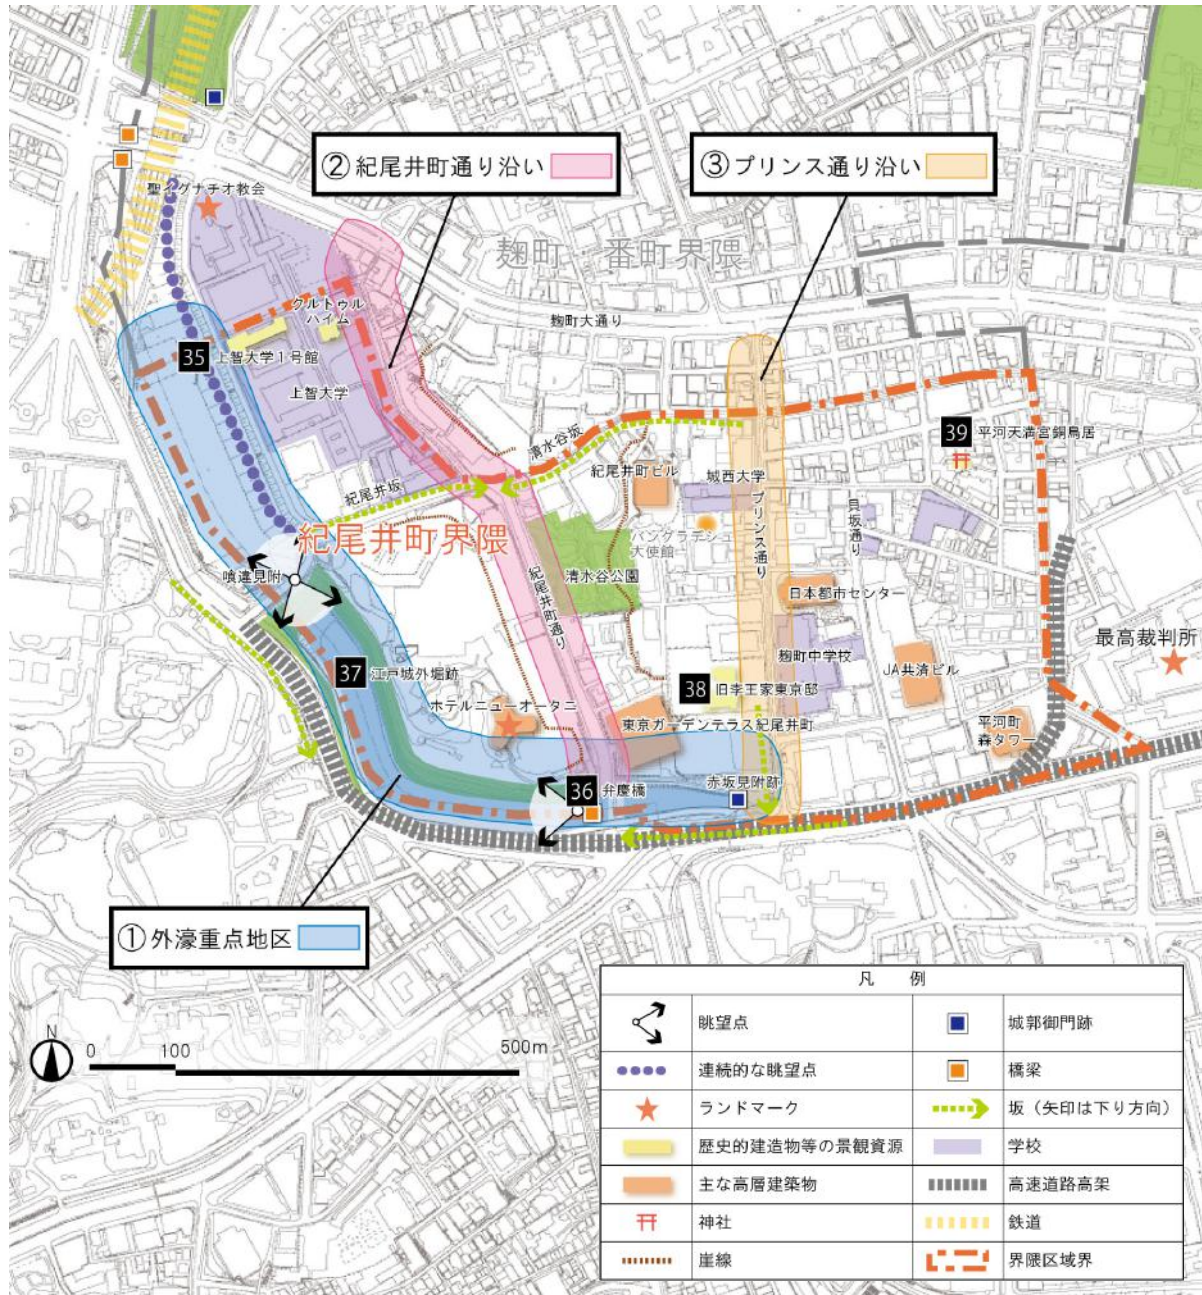 ②紀尾井町通り沿い
③プリンス通り沿い
聖イグナチオ教会
麹町・番町界隈
クルトゥル
ハイム
麹町大通り
35
上智大学1号館
上智大学
39
平河天満宮銅鳥居
清水谷坂
紀尾井町ビル
城西大学
紀尾井坂
プリンス通り
貝坂通り
バングラデシュ
大使館
紀尾井町界隈
喰違見附
清水谷公園
紀尾井町通り
日本都市センター
最高裁判所
麹町中学校
JA共済ビル
37
江戸城外堀跡
38
旧李王家東京邸
ホテルニューオータニ
東京ガーデンテラス紀尾井町
平河町
森タワー
36
弁慶橋
赤坂見附跡
①外濠重点地区
N
0
100
500m
凡 例
眺望点
城郭御門跡
連続的な眺望点
橋梁
ランドマーク
坂（矢印は下り方向）
歴史的建造物等の景観資源
学校
主な高層建築物
高速道路高架
神社
鉄道
崖線
界隈区域界